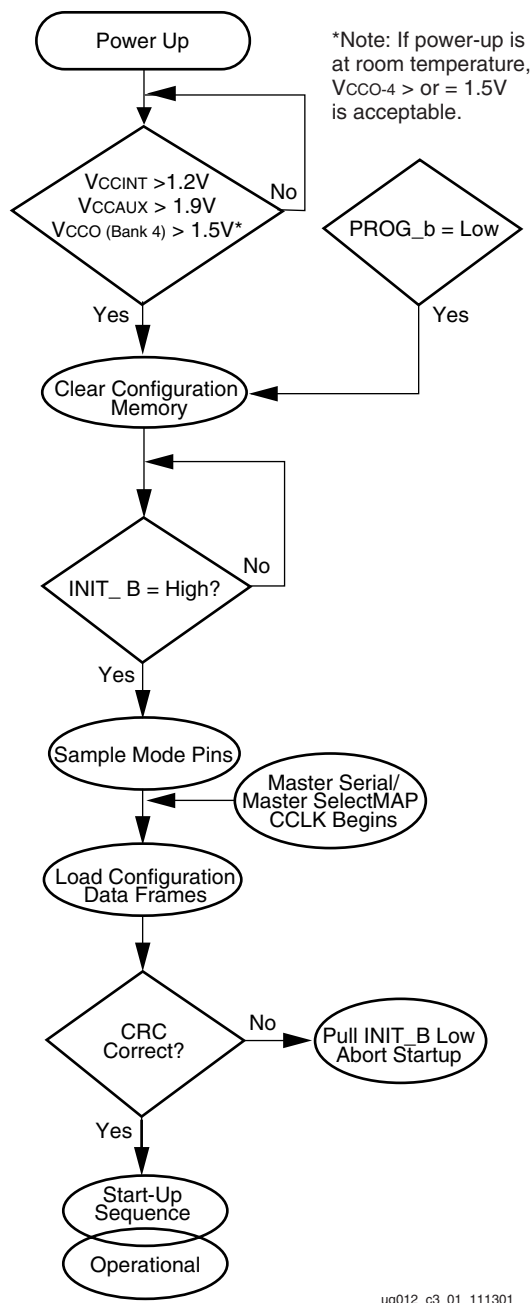 Power Up
*Note: If power-up is
at room temperature,
VCCO-4 > or = 1.5V
is acceptable.
VCCINT >1.2V
VCCAUX > 1.9V
VCCO (Bank 4) > 1.5V*
No
PROG_b = Low
Yes
Yes
Clear Configuration
Memory
INIT_ B = High?
No
Yes
Sample Mode Pins
Master Serial/
Master SelectMAP
CCLK Begins
Load Configuration
Data Frames
CRC
Correct?
No
Pull INIT_B Low
Abort Startup
Yes
Start-Up
Sequence
Operational
ug012_c3_01_111301